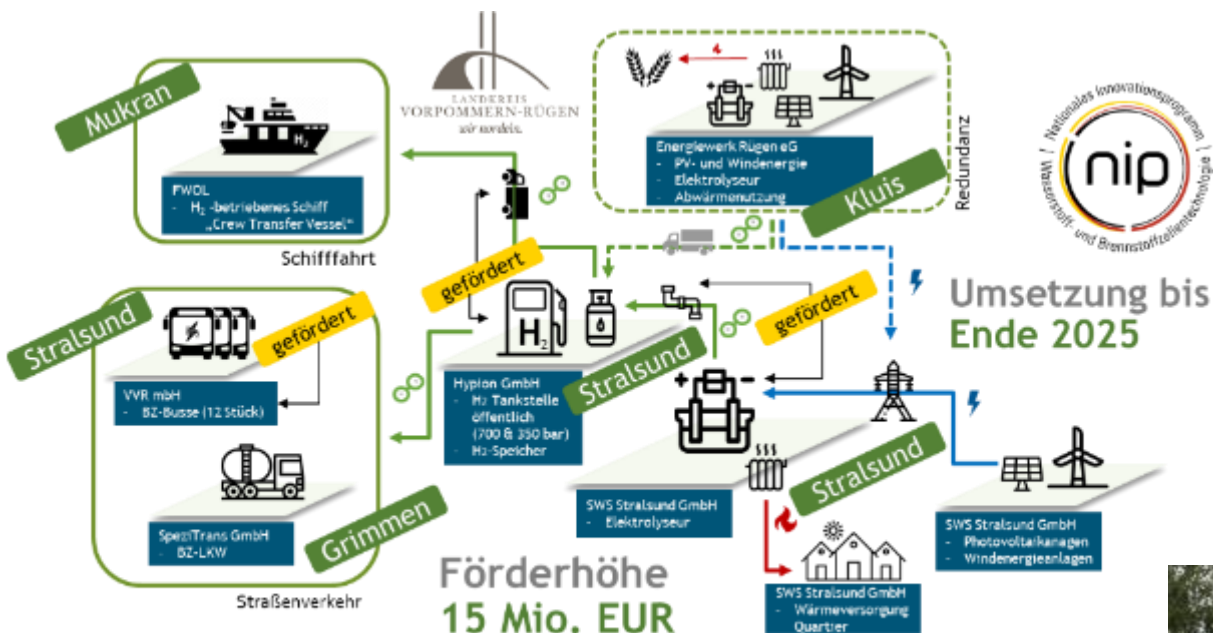 Mukran
H₂
FWOL
- H₂ -betriebenes Schiff
„Crew Transfer Vessel“
Schifffahrt
LANDKREIS
VORPOMMERN-RÜGEN
wir nordeln.
Energiewerk Rügen eG
- PV- und Windenergie
- Elektrolyseur
- Abwärmenutzung
Kluis
Redundanz
Nationales Innovationsprogramm
Wasserstoff- und Brennstoffzellentechnologie
nip
Umsetzung bis
Ende 2025
Stralsund
gefördert
VVR mbH
- BZ-Busse (12 Stück)
SpeziTrans GmbH
- BZ-LKW
Grimmen
Straßenverkehr
gefördert
H₂
Stralsund
Hypion GmbH
- H₂ Tankstelle
öffentlich
(700 & 350 bar)
- H₂-Speicher
gefördert
+
-
SWS Stralsund GmbH
- Elektrolyseur
Stralsund
SWS Stralsund GmbH
- Wärmeversorgung
Quartier
SWS Stralsund GmbH
- Photovoltaikanagen
- Windenergieanlagen
Förderhöhe
15 Mio. EUR